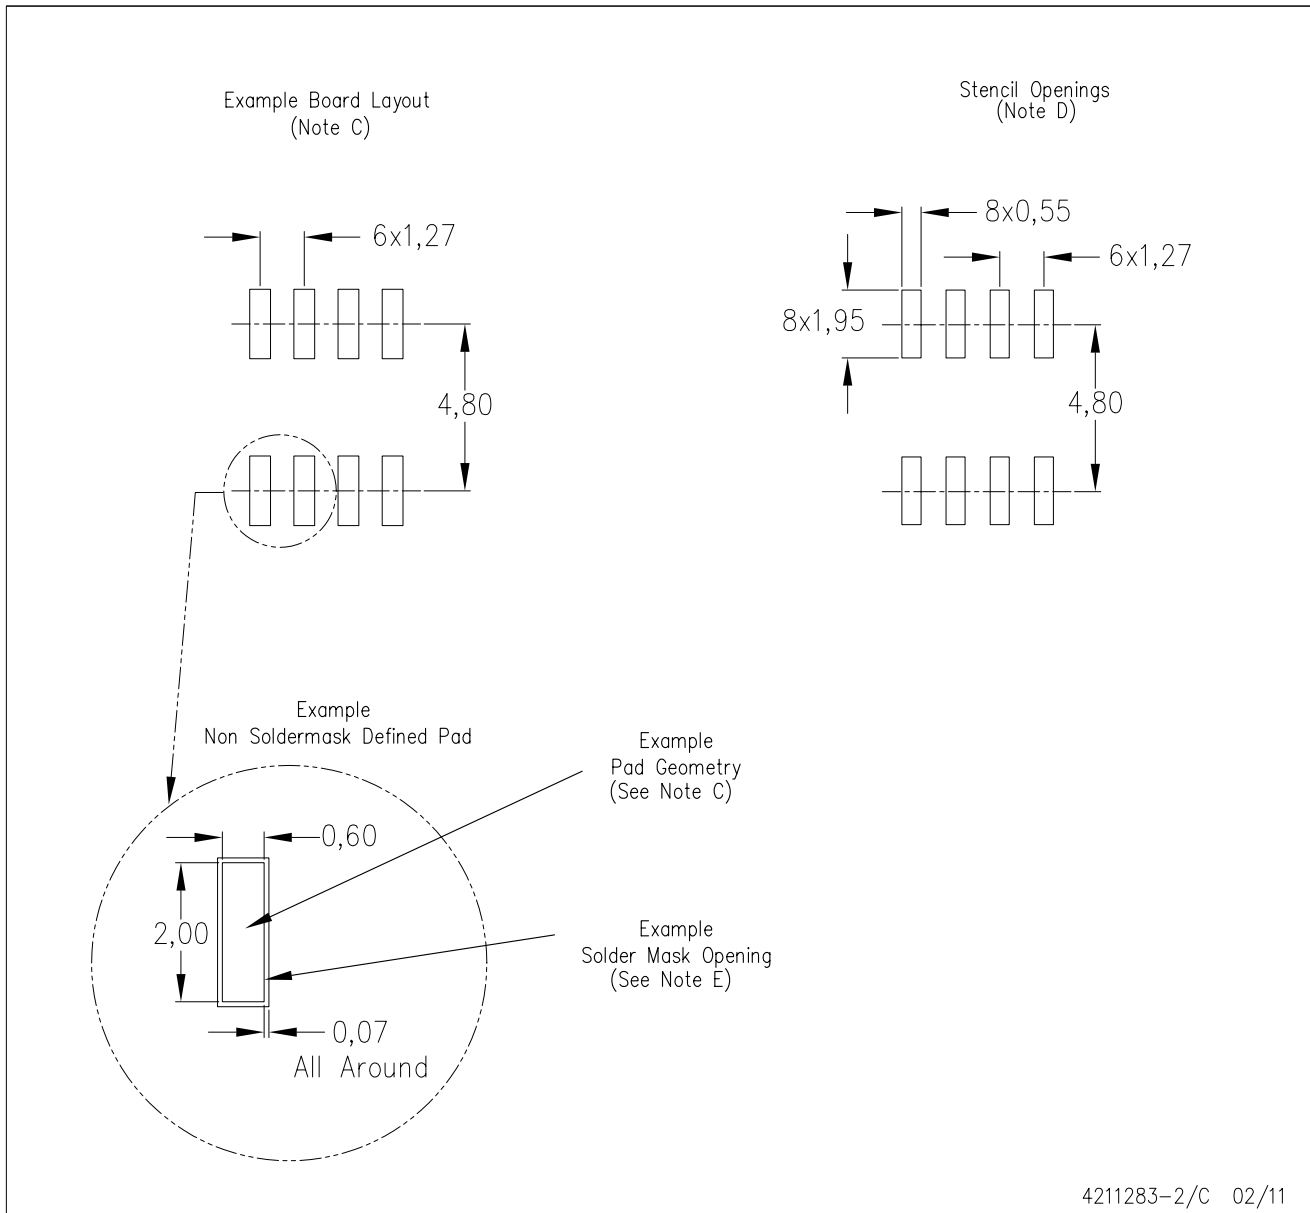 Example Board Layout
(Note C)
Stencil Openings
(Note D)
6x1,27
4,80
8x0,55
6x1,27
8x1,95
4,80
Example
Non Soldermask Defined Pad
Example
Pad Geometry
(See Note C)
0,60
2,00
Example
Solder Mask Opening
(See Note E)
0,07
All Around
4211283-2/C 02/11